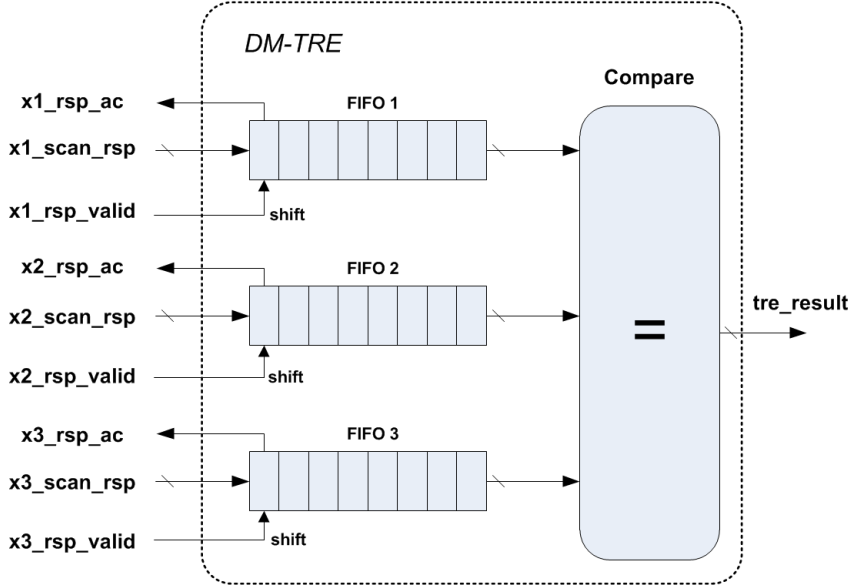 DM-TRE
Compare
x1_rsp_ac
FIFO 1
x1_scan_rsp
x1_rsp_valid
shift
x2_rsp_ac
FIFO 2
x2_scan_rsp
=
tre_result
x2_rsp_valid
shift
x3_rsp_ac
FIFO 3
x3_scan_rsp
x3_rsp_valid
shift